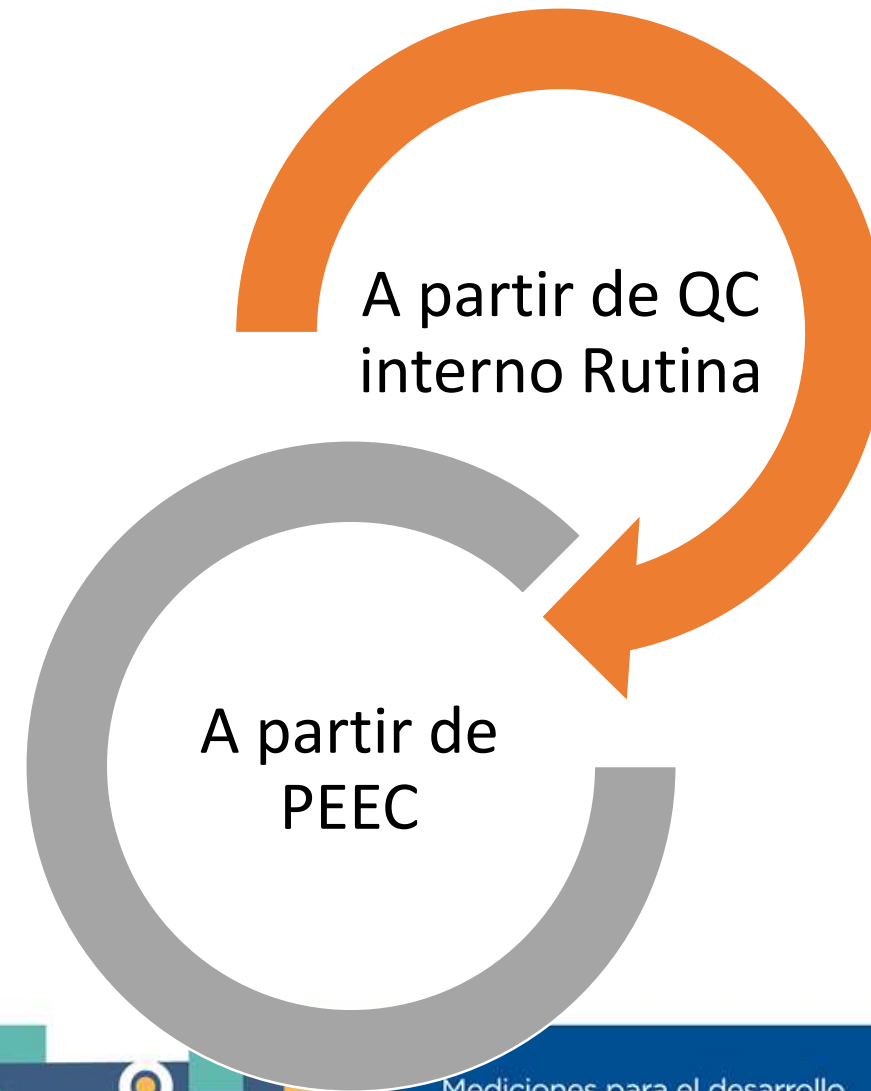 A partir de QC
interno Rutina
A partir de
PEEC
Mediciones para el desarrollo